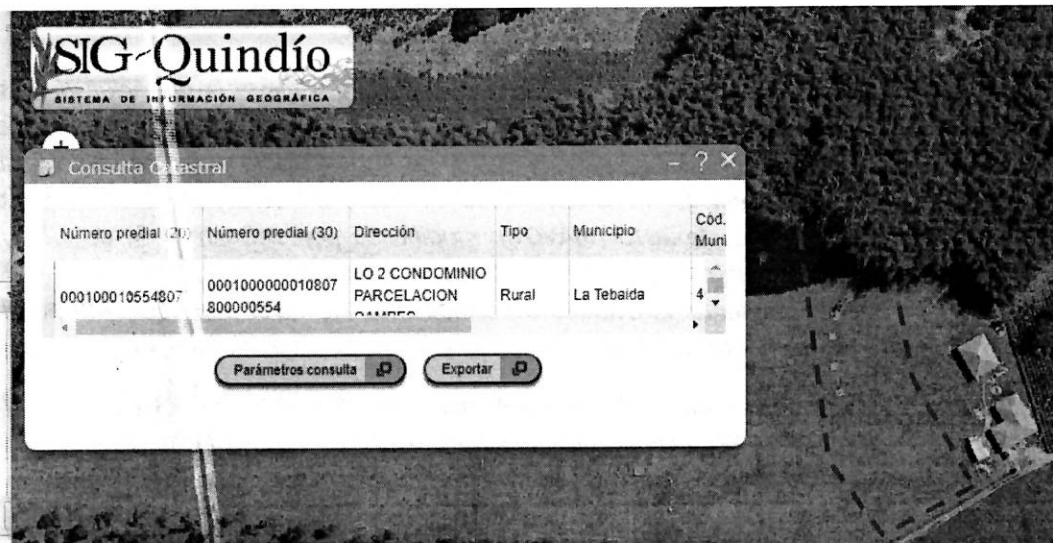 SIG-Quindío
SISTEMA DE INFORMACIÓN GEOGRÁFICA
Consulta Catastral
Número predial (20) Número predial (30) Dirección Tipo Municipio Cód. Muni
000100010554807 0001000000010807 LO 2 CONDOMINIO Rural La Tebaida 4
800000554 PARCELACION
Parámetros consulta Exportar